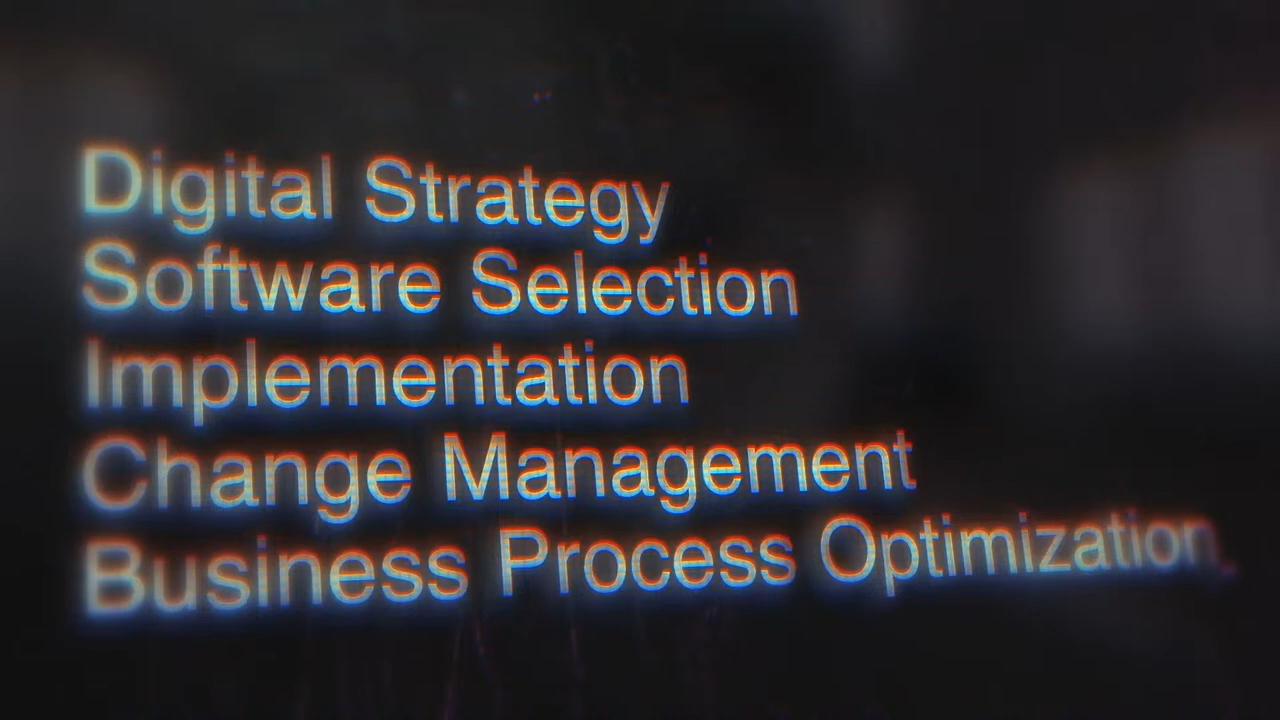 Digital Strategy
Software Selection
Implementation
Change Management
Business Process Optimization